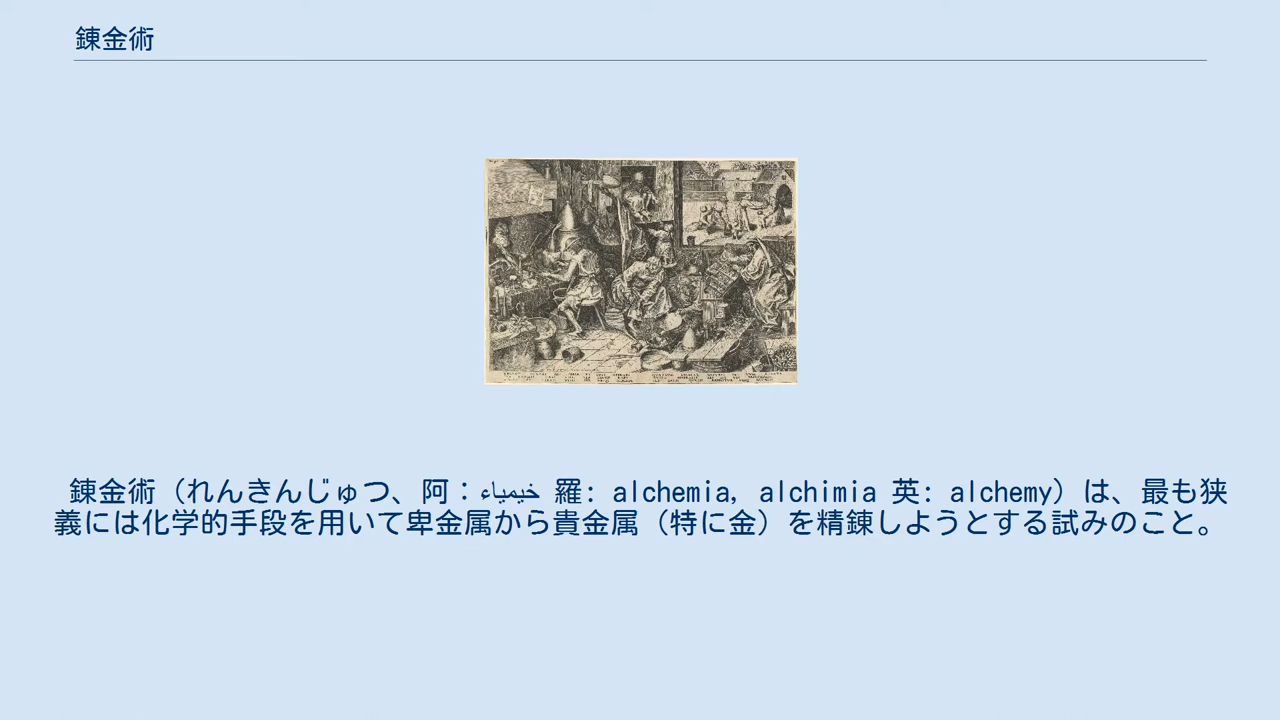 錬金術
錬金術（れんきんじゅつ、阿：خيمياء 羅: alchemia, alchimia 英: alchemy）は、最も狭
義には化学的手段を用いて卑金属から貴金属（特に金）を精錬しようとする試みのこと。